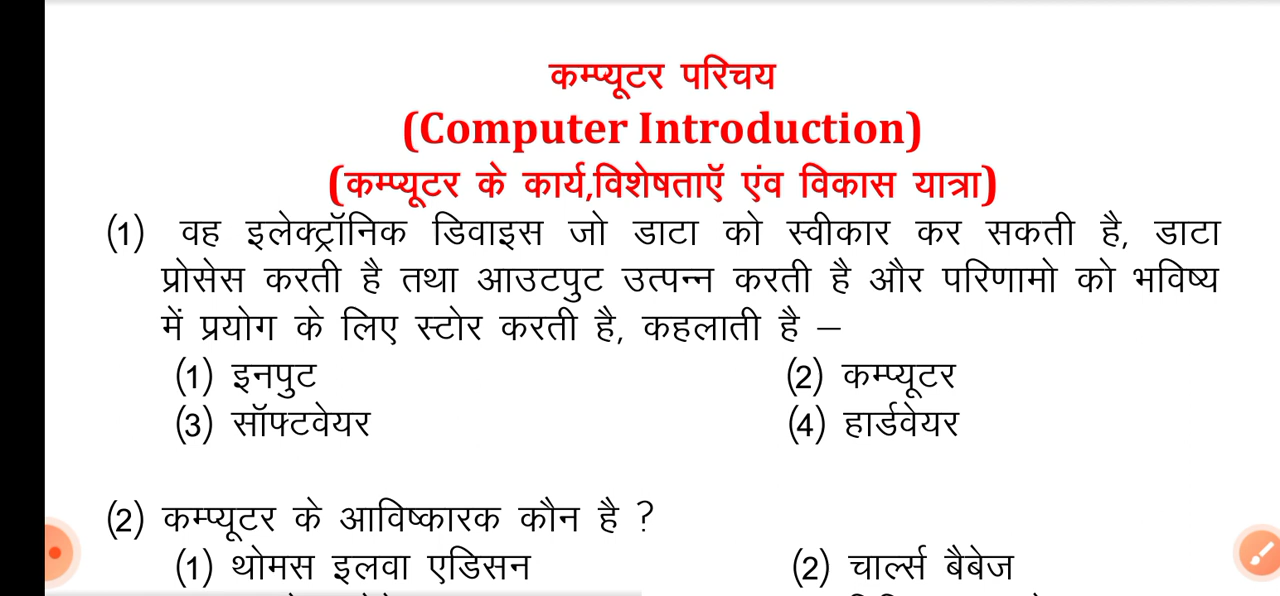 कम्प्यूटर परिचय
(Computer Introduction)
(कम्प्यूटर के कार्य,विशेषताऍ एंव विकास यात्रा)
(1) वह इलेक्ट्रॉनिक डिवाइस जो डाटा को स्वीकार कर सकती है, डाटा
प्रोसेस करती है तथा आउटपुट उत्पन्न करती है और परिणामो को भविष्य
में प्रयोग के लिए स्टोर करती है, कहलाती है –
(1) इनपुट (2) कम्प्यूटर
(3) सॉफ्टवेयर (4) हार्डवेयर
(2) कम्प्यूटर के आविष्कारक कौन है ?
(1) थोमस इलवा एडिसन (2) चार्ल्स बैबेज